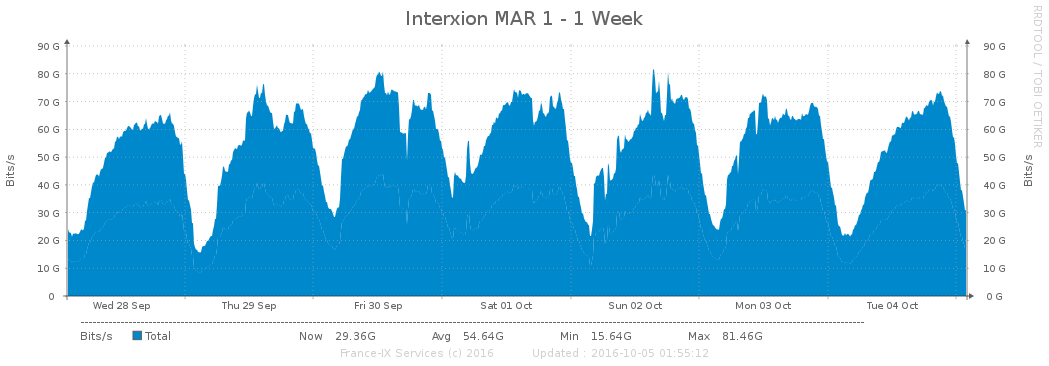 Interxion MAR 1 - 1 Week
RRDTOOL / TOBI OETIKER
Bits/s
90 G 90 G
80 G 80 G
70 G 70 G
60 G 60 G
50 G 50 G
40 G 40 G
30 G 30 G
20 G 20 G
10 G 10 G
0 0 G
Bits/s
Wed 28 Sep Thu 29 Sep Fri 30 Sep Sat 01 Oct Sun 02 Oct Mon 03 Oct Tue 04 Oct
Bits/s Total Now 29.36G Avg 54.64G Min 15.64G Max 81.46G
France-IX Services (c) 2016 Updated : 2016-10-05 01:55:12